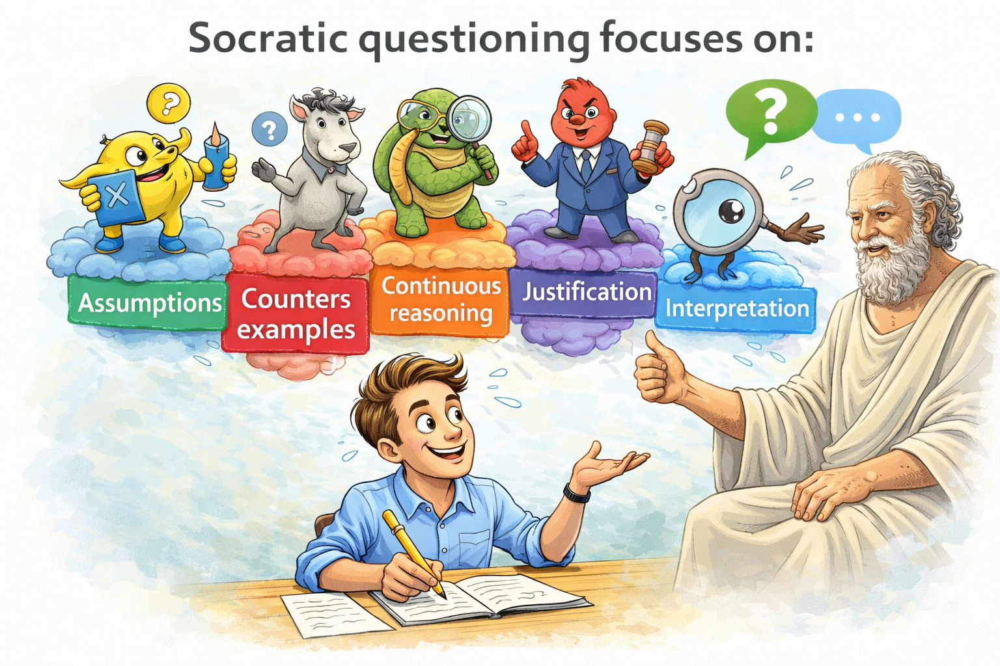 Socratic questioning focuses on:
?
?
?
...
Assumptions
Counters
examples
Continuous
reasoning
Justification
Interpretation